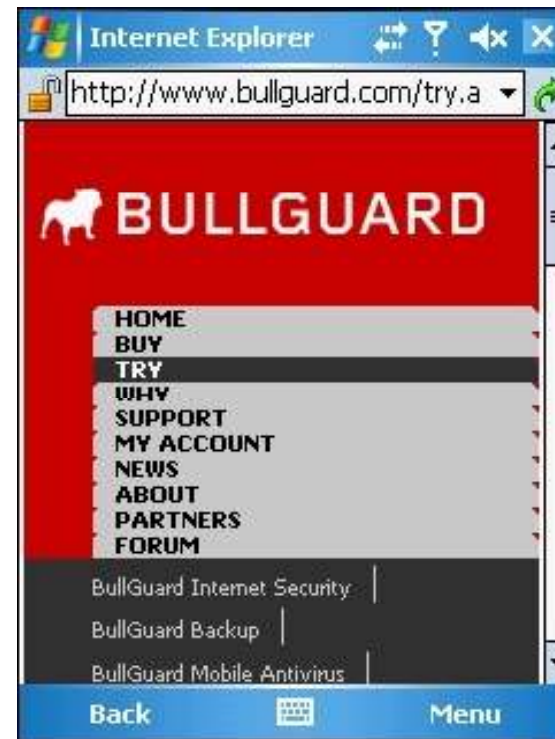 Internet Explorer
http://www.bullguard.com/try.a
BULLGUARD
HOME
BUY
TRY
WHY
SUPPORT
MY ACCOUNT
NEWS
ABOUT
PARTNERS
FORUM
BullGuard Internet Security
BullGuard Backup
BullGuard Mobile Antivirus
Back Menu